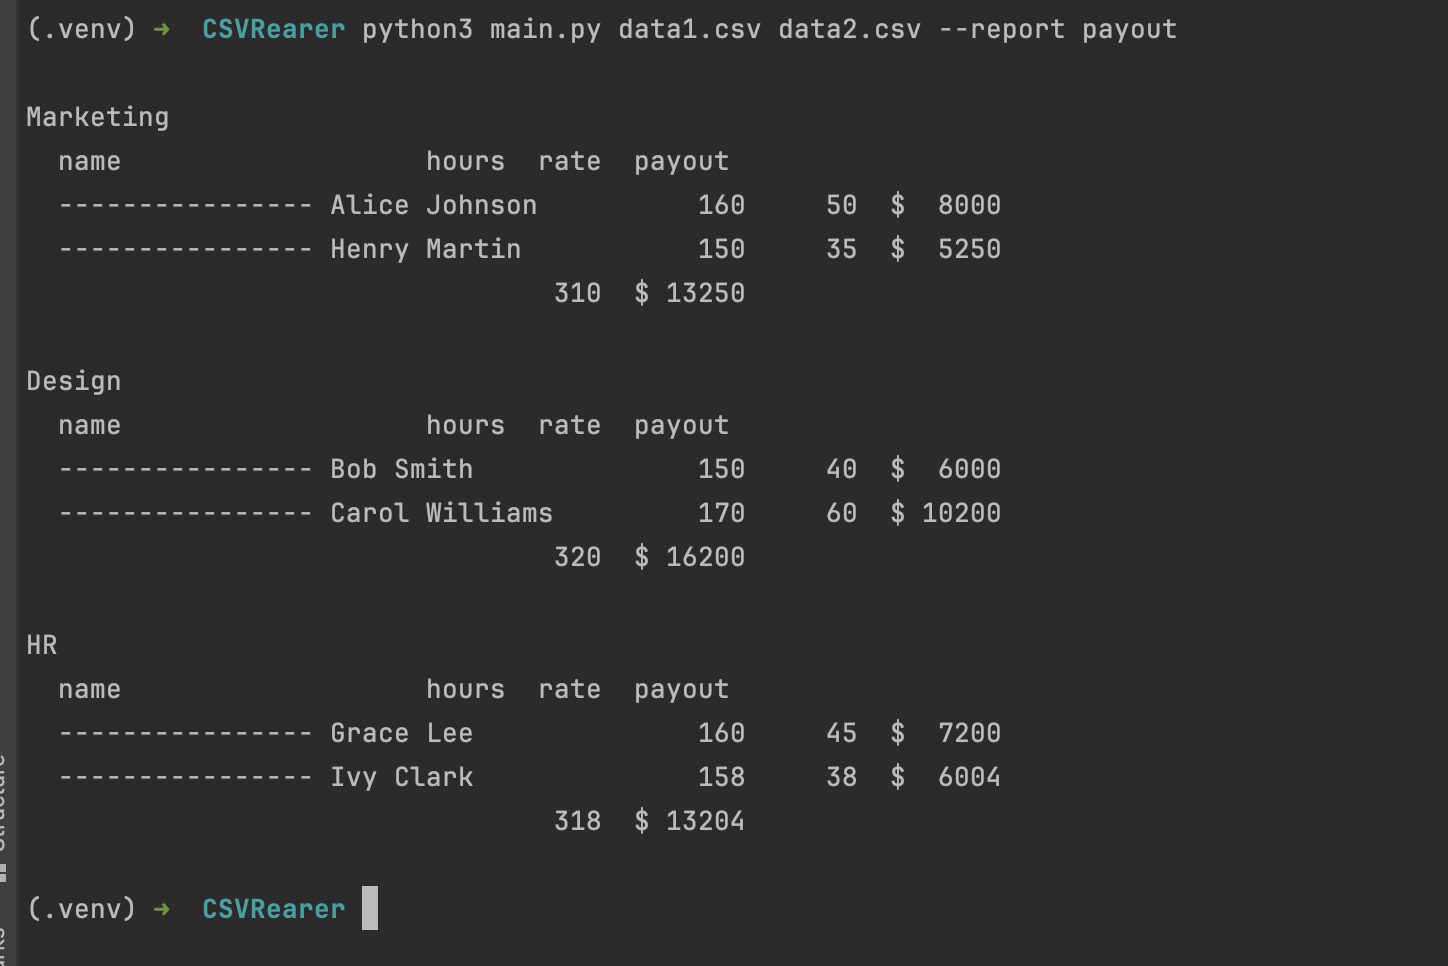 (.venv) ➜  CSVRearer python3 main.py data1.csv data2.csv --report payout
Marketing
  name                   hours  rate  payout
  ---------------- Alice Johnson          160     50  $  8000
  ---------------- Henry Martin           150     35  $  5250
                                 310  $ 13250
Design
  name                   hours  rate  payout
  ---------------- Bob Smith              150     40  $  6000
  ---------------- Carol Williams         170     60  $ 10200
                                 320  $ 16200
HR
  name                   hours  rate  payout
  ---------------- Grace Lee              160     45  $  7200
  ---------------- Ivy Clark              158     38  $  6004
                                 318  $ 13204
(.venv) ➜  CSVRearer
Structure